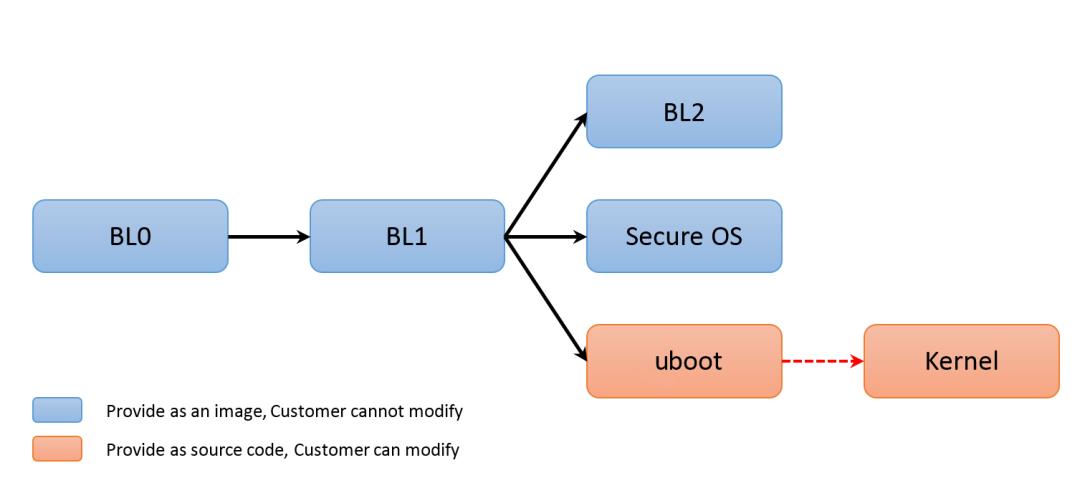 BL2
BL0
BL1
Secure OS
uboot
Kernel
Provide as an image, Customer cannot modify
Provide as source code, Customer can modify